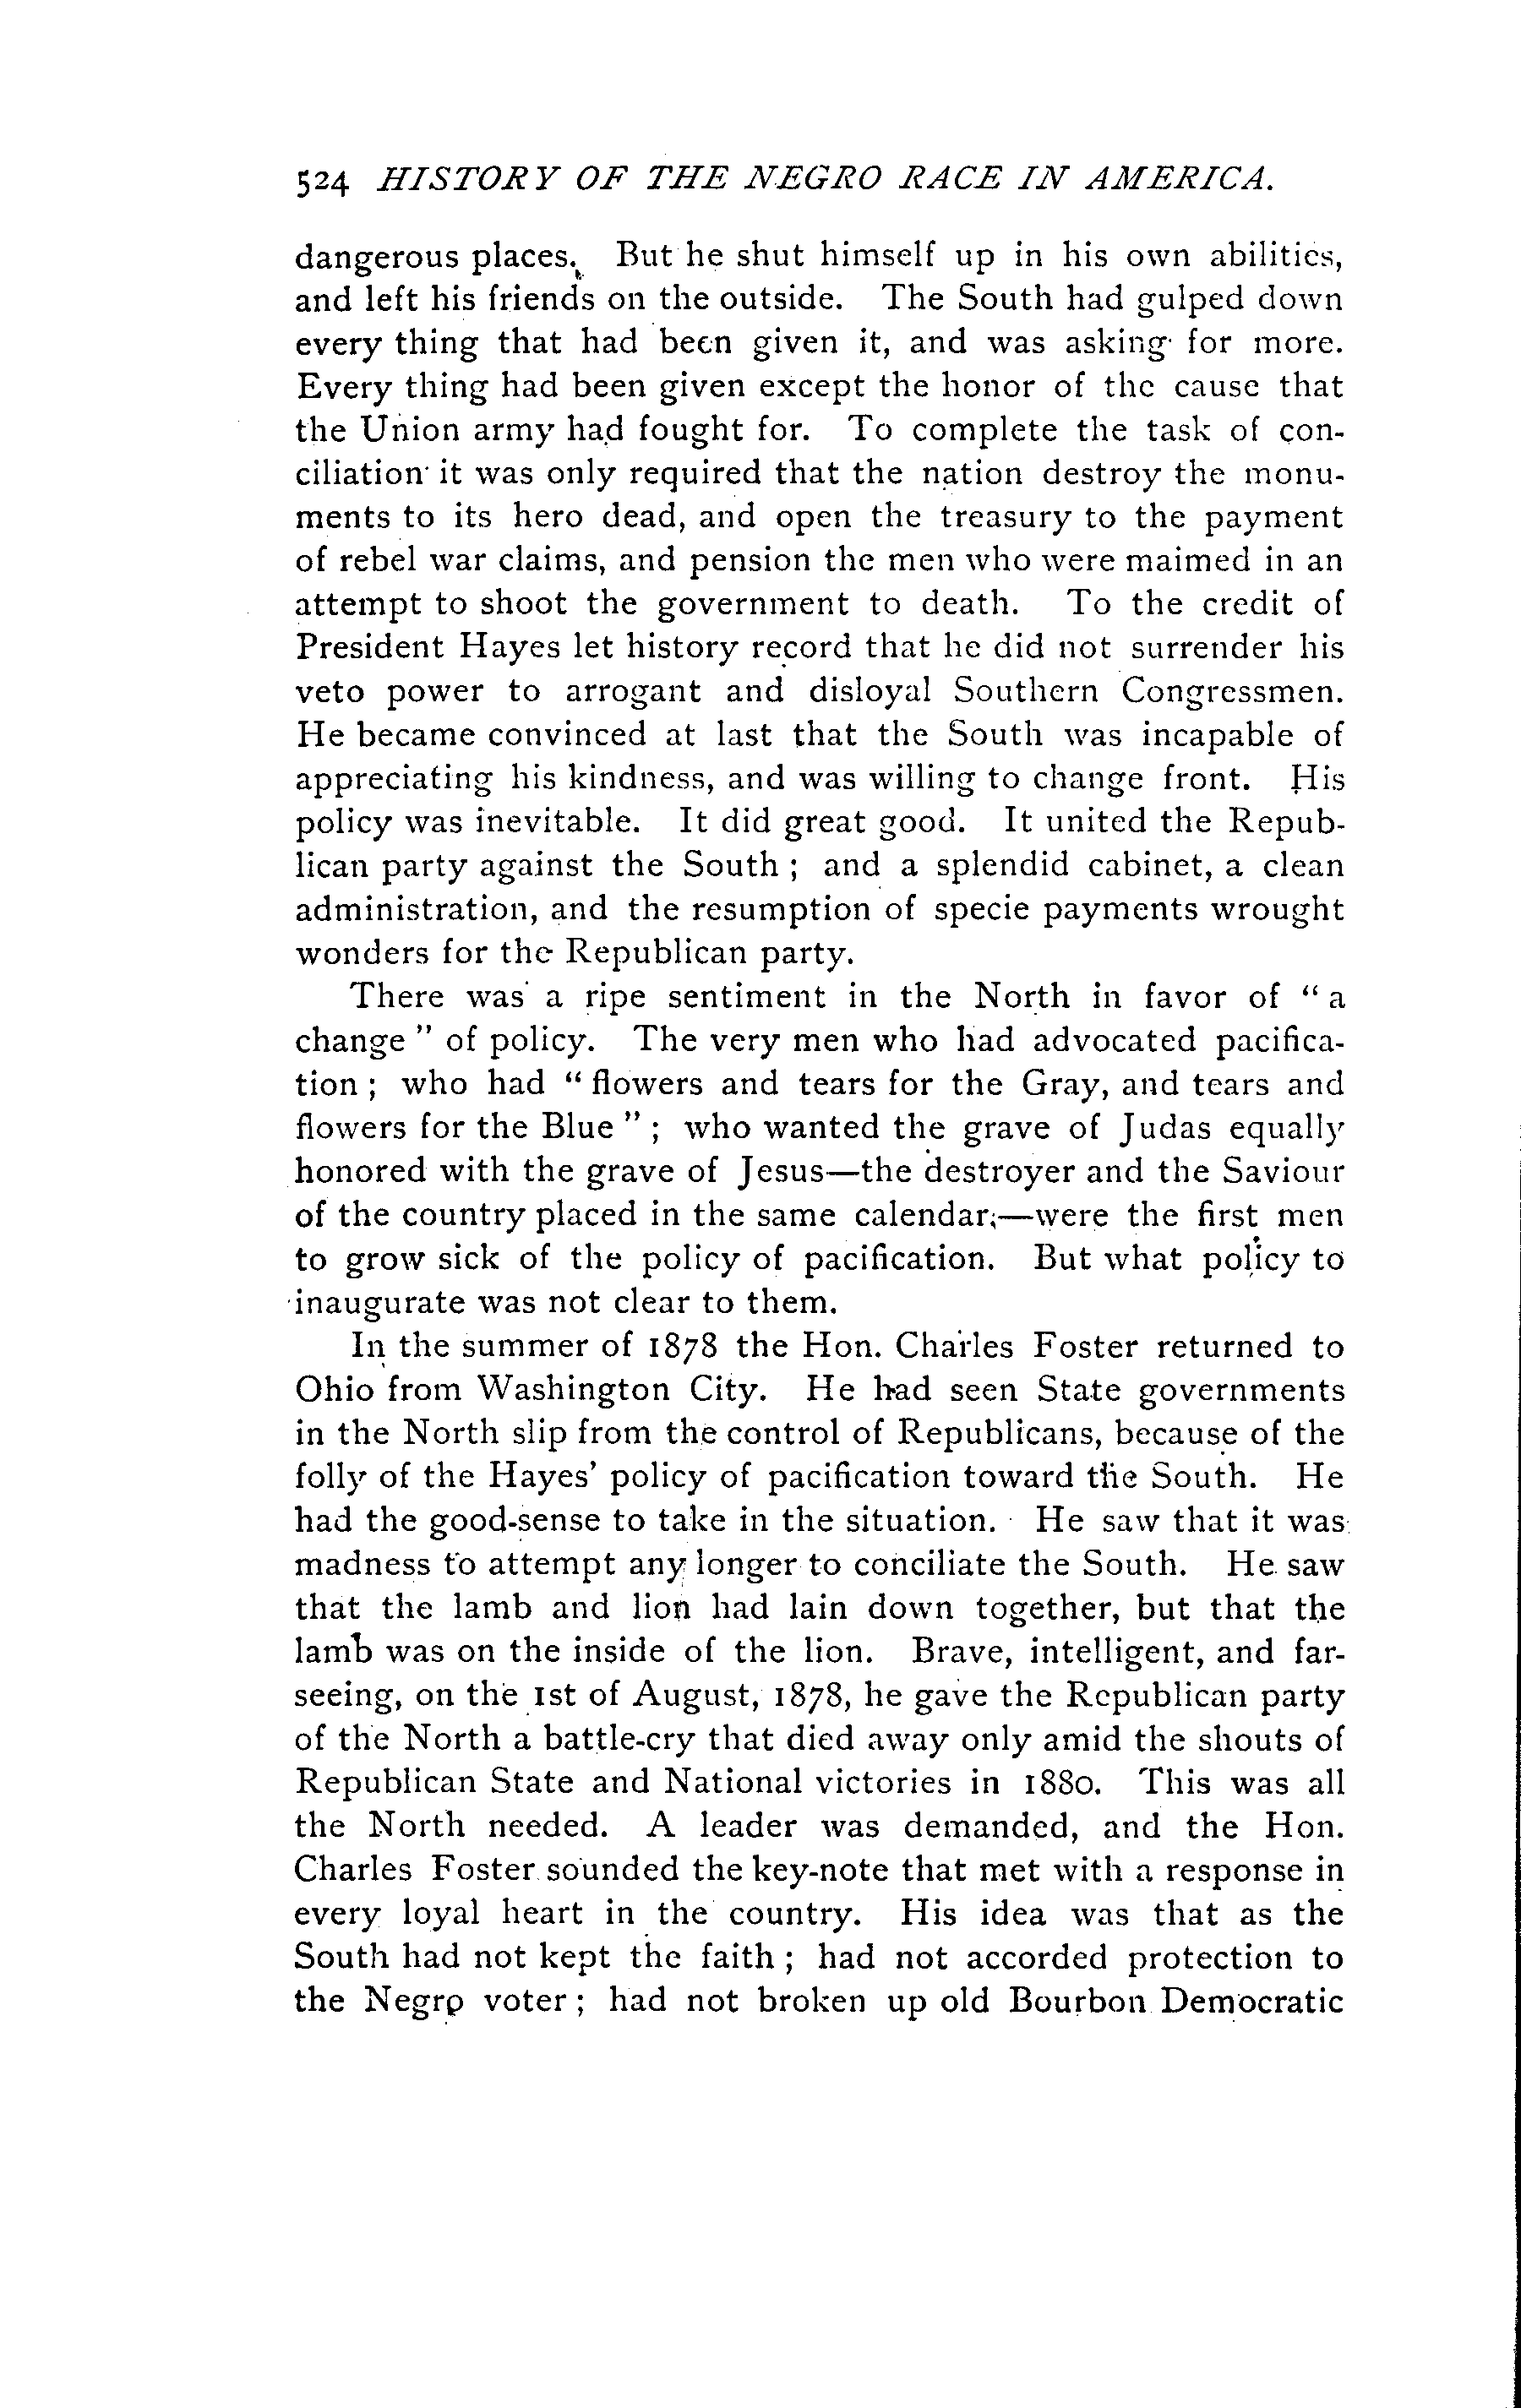 524 HISTORY OF THE NEGRO RACE IN AMERICA.
dangerous places. But he shut himself up in his own abilities,
and left his friends on the outside. The South had gulped down
every thing that had been given it, and was asking for more.
Every thing had been given except the honor of the cause that
the Union army had fought for. To complete the task of con-
ciliation it was only required that the nation destroy the monu-
ments to its hero dead, and open the treasury to the payment
of rebel war claims, and pension the men who were maimed in an
attempt to shoot the government to death. To the credit of
President Hayes let history record that he did not surrender his
veto power to arrogant and disloyal Southern Congressmen.
He became convinced at last that the South was incapable of
appreciating his kindness, and was willing to change front. His
policy was inevitable. It did great good. It united the Repub-
lican party against the South ; and a splendid cabinet, a clean
administration, and the resumption of specie payments wrought
wonders for the Republican party.
There was a ripe sentiment in the North in favor of " a
change " of policy. The very men who had advocated pacifica-
tion ; who had " flowers and tears for the Gray, and tears and
flowers for the Blue " ; who wanted the grave of Judas equally
honored with the grave of Jesus—the destroyer and the Saviour
of the country placed in the same calendar;—were the first men
to grow sick of the policy of pacification. But what policy to
inaugurate was not clear to them.
In the summer of 1878 the Hon. Charles Foster returned to
Ohio from Washington City. He had seen State governments
in the North slip from the control of Republicans, because of the
folly of the Hayes' policy of pacification toward the South. He
had the good-sense to take in the situation. He saw that it was
madness to attempt any longer to conciliate the South. He saw
that the lamb and lion had lain down together, but that the
lamb was on the inside of the lion. Brave, intelligent, and far-
seeing, on the 1st of August, 1878, he gave the Republican party
of the North a battle-cry that died away only amid the shouts of
Republican State and National victories in 1880. This was all
the North needed. A leader was demanded, and the Hon.
Charles Foster sounded the key-note that met with a response in
every loyal heart in the country. His idea was that as the
South had not kept the faith ; had not accorded protection to
the Negro voter ; had not broken up old Bourbon Democratic